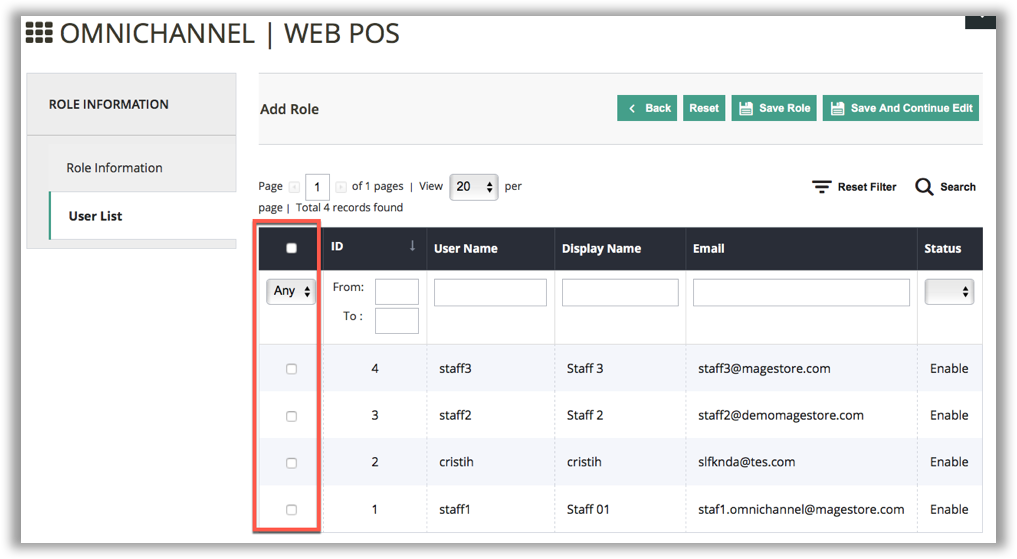 OMNICHANNEL | WEB POS
ROLE INFORMATION
Role Information
User List
Add Role
Back Reset Save Role Save And Continue Edit
Page 1 of 1 pages | View 20 per
page | Total 4 records found
Reset Filter Search
ID User Name Display Name Email Status
Any From:
To :
4 staff3 Staff 3 staff3@magestore.com Enable
3 staff2 Staff 2 staff2@demomagestore.com Enable
2 cristih cristih slfknda@tes.com Enable
1 staff1 Staff 01 staf1.omnichannel@magestore.com Enable